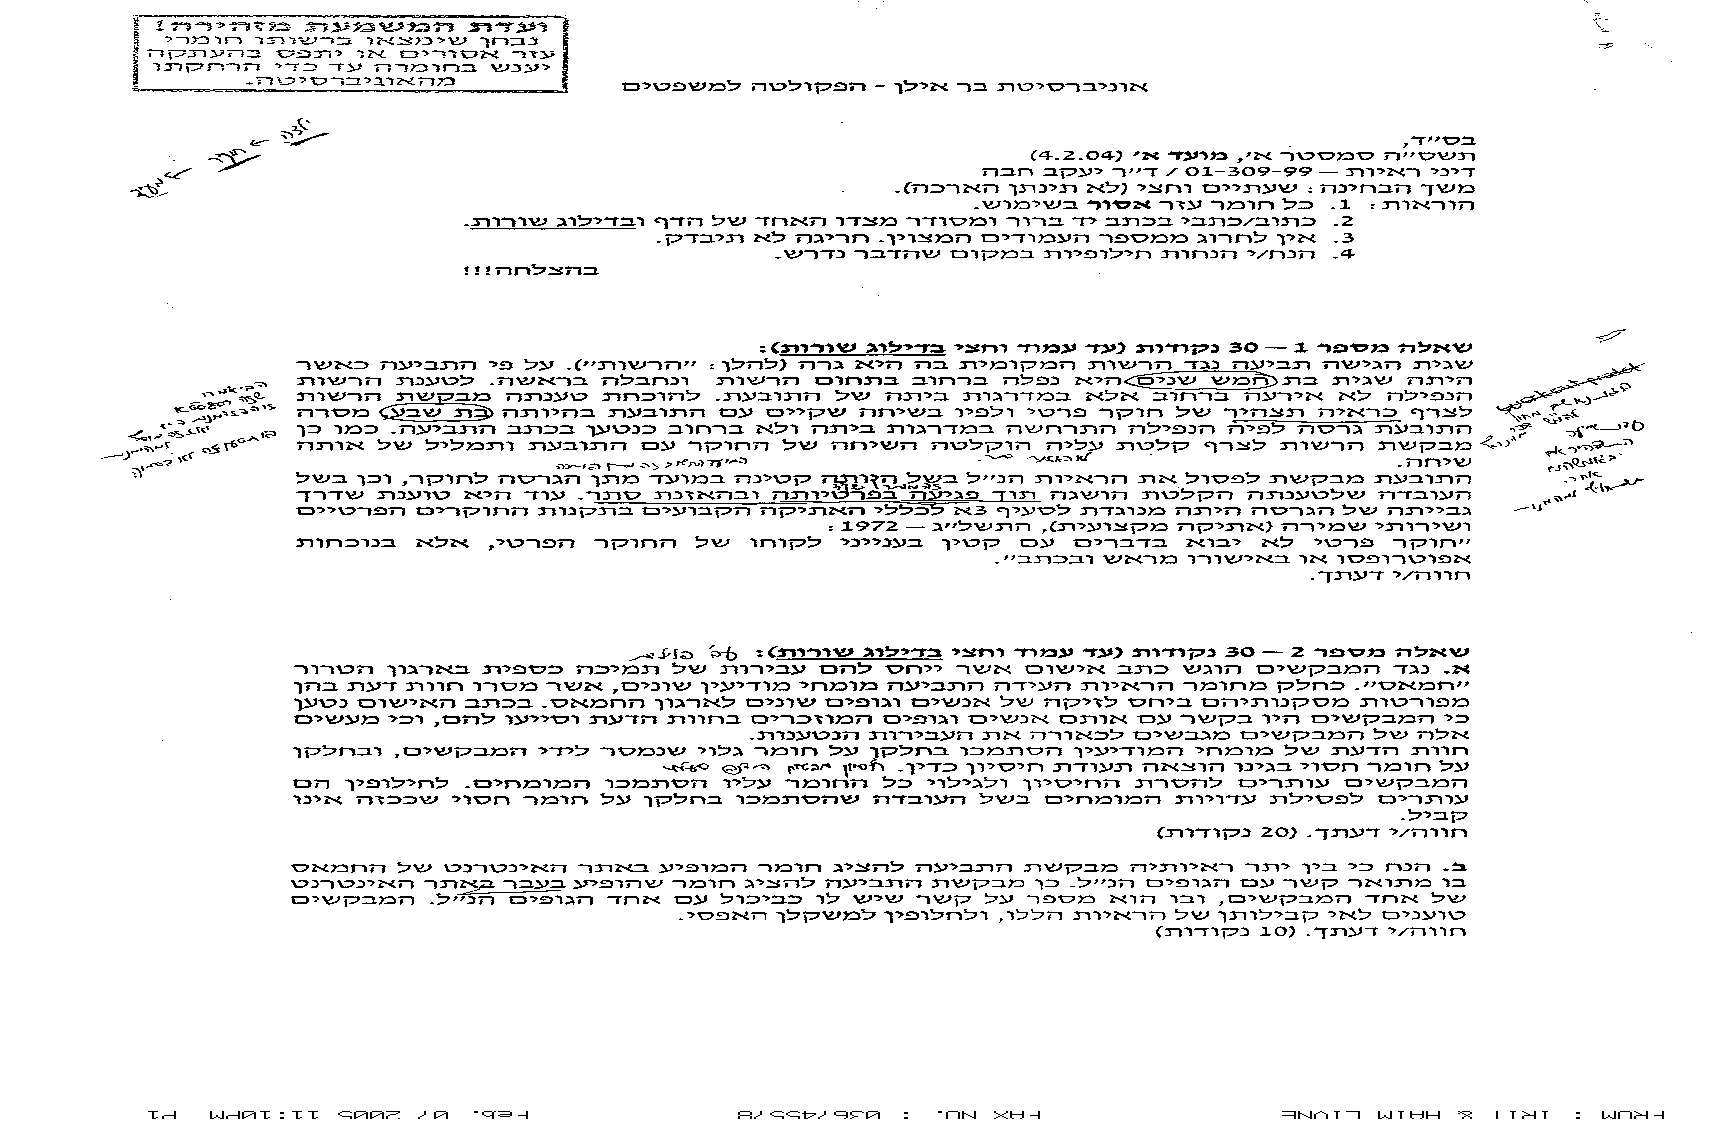 ועדת המשמעת מזהירה!
נבחן שימצאו ברשותו חומרי
עזר אסורים או יתפס בהעתקה
יענש בחומרה עד כדי הרחקתו
מהאוניברסיטה.
אוניברסיטת בר אילן - הפקולטה למשפטים
בס״ד,
תשס״ה סמסטר א׳, מועד א׳ (4.2.04)
דיני ראיות – 01-309-99 / ד״ר יעקב חבה
משך הבחינה: שעתיים וחצי (לא תינתן הארכה).
הוראות: 1. כל חומר עזר אסור בשימוש.
2. כתוב/כתבי בכתב יד ברור ומסודר מצדו האחד של הדף ובדילוג שורות.
3. אין לחרוג ממספר העמודים המצוין. חריגה לא תיבדק.
4. הנח/י הנחות חילופיות במקום שהדבר נדרש.
בהצלחה!!!
שאלה מספר 1 – 30 נקודות (עד עמוד וחצי בדילוג שורות):
שגית הגישה תביעה נגד הרשות המקומית בה היא גרה (להלן: ״הרשות״). על פי התביעה כאשר
היתה שגית בת חמש שנים היא נפלה ברחוב בתחום הרשות ונחבלה בראשה. לטענת הרשות
הנפילה לא אירעה ברחוב אלא במדרגות ביתה של התובעת. להוכחת טענתה מבקשת הרשות
לצרף כראיה תצהיר של חוקר פרטי ולפיו בשיחה שקיים עם התובעת בהיותה בת שבע מסרה
התובעת גרסה לפיה הנפילה התרחשה במדרגות ביתה ולא ברחוב כנטען בכתב התביעה. כמו כן
מבקשת הרשות לצרף קלטת עליה הוקלטה השיחה של החוקר עם התובעת ותמליל של אותה
שיחה.
התובעת מבקשת לפסול את הראיות הנ״ל בשל היותה קטינה במועד מתן הגרסה לחוקר, וכן בשל
העובדה שלטענתה הקלטת הושגה תוך פגיעה בפרטיותה ובהאזנת סתר. עוד היא טוענת שדרך
גבייתה של הגרסה היתה מנוגדת לסעיף 3א לכללי האתיקה הקבועים בתקנות החוקרים הפרטיים
ושירותי שמירה (אתיקה מקצועית), התשל״ג – 1972:
״חוקר פרטי לא יבוא בדברים עם קטין בענייני לקוחו של החוקר הפרטי, אלא בנוכחות
אפוטרופסו או באישורו מראש ובכתב״.
חווה/י דעתך.
שאלה מספר 2 – 30 נקודות (עד עמוד וחצי בדילוג שורות):
א. נגד המבקשים הוגש כתב אישום אשר ייחס להם עבירות של תמיכה כספית בארגון הטרור
״חמאס״. כחלק מחומר הראיות העידה התביעה מומחי מודיעין שונים, אשר מסרו חוות דעת בהן
מפורטות מסקנותיהם ביחס לזיקה של אנשים וגופים שונים לארגון החמאס. בכתב האישום נטען
כי המבקשים היו בקשר עם אותם אנשים וגופים המוזכרים בחוות הדעת וסייעו להם, וכי מעשים
אלה של המבקשים מגבשים לכאורה את העבירות הנטענות.
חוות הדעת של מומחי המודיעין הסתמכו בחלקן על חומר גלוי שנמסר לידי המבקשים, ובחלקן
על חומר חסוי בגינו הוצאה תעודת חיסיון כדין.
המבקשים עותרים להסרת החיסיון ולגילוי כל החומר עליו הסתמכו המומחים. לחילופין הם
עותרים לפסילת עדויות המומחים בשל העובדה שהסתמכו בחלקן על חומר חסוי שככזה אינו
קביל.
חווה/י דעתך. (20 נקודות)
ב. הנח כי בין יתר ראיותיה מבקשת התביעה להציג חומר המופיע באתר האינטרנט של החמאס
בו מתואר קשר עם הגופים הנ״ל. כן מבקשת התביעה להציג חומר שהופיע בעבר באתר האינטרנט
של אחד המבקשים, ובו הוא מספר על קשר שיש לו כביכול עם אחד הגופים הנ״ל. המבקשים
טוענים לאי קבילותן של הראיות הללו, ולחלופין למשקלן האפסי.
חווה/י דעתך. (10 נקודות)
FROM : IRIT & HAIM LIVNE FAX NO. : 036745578 Feb. 07 2005 11:10PM P1